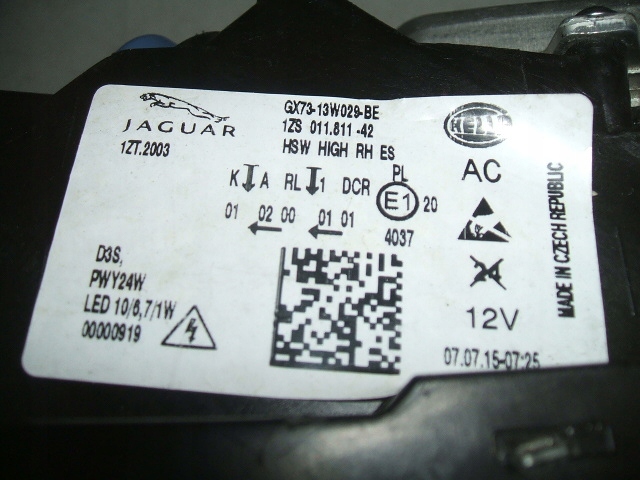 JAGUAR
1ZT.2003
GX73-13W029-BE
1ZS 011.811-42
HSW HIGH RH ES
HELLA
AC
K A RL 1 DCR PL
E1 20
01 02 00 01 01
4037
D3S,
PWY24W
LED 10/6,7/1W
00000919
12V
07.07.15-07:25
MADE IN CZECH REPUBLIC